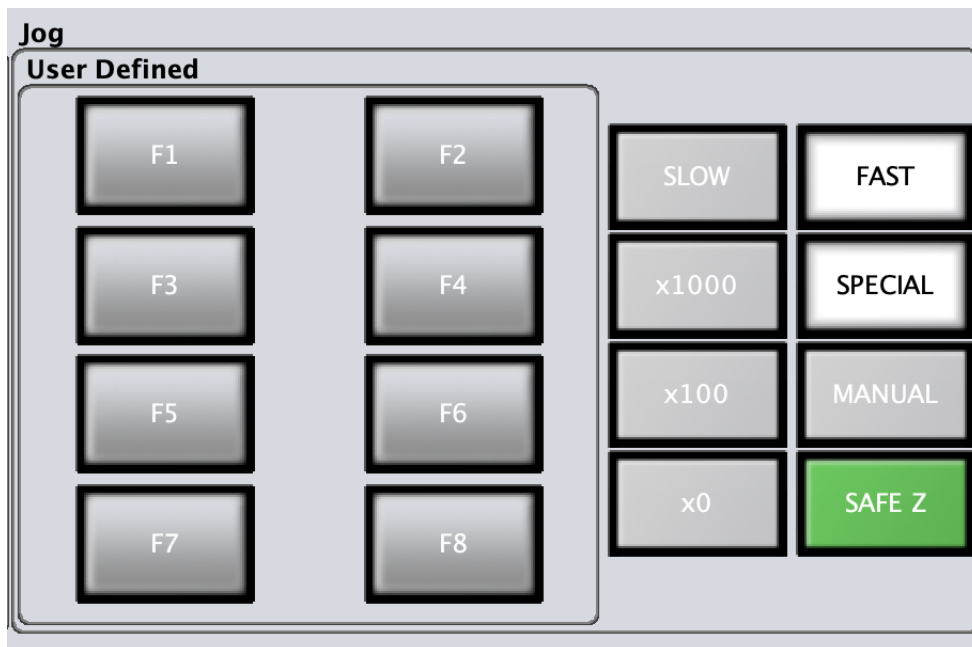 Jog
User Defined
F1 F2
F3 F4
F5 F6
F7 F8
SLOW FAST
x1000 SPECIAL
x100 MANUAL
x0 SAFE Z